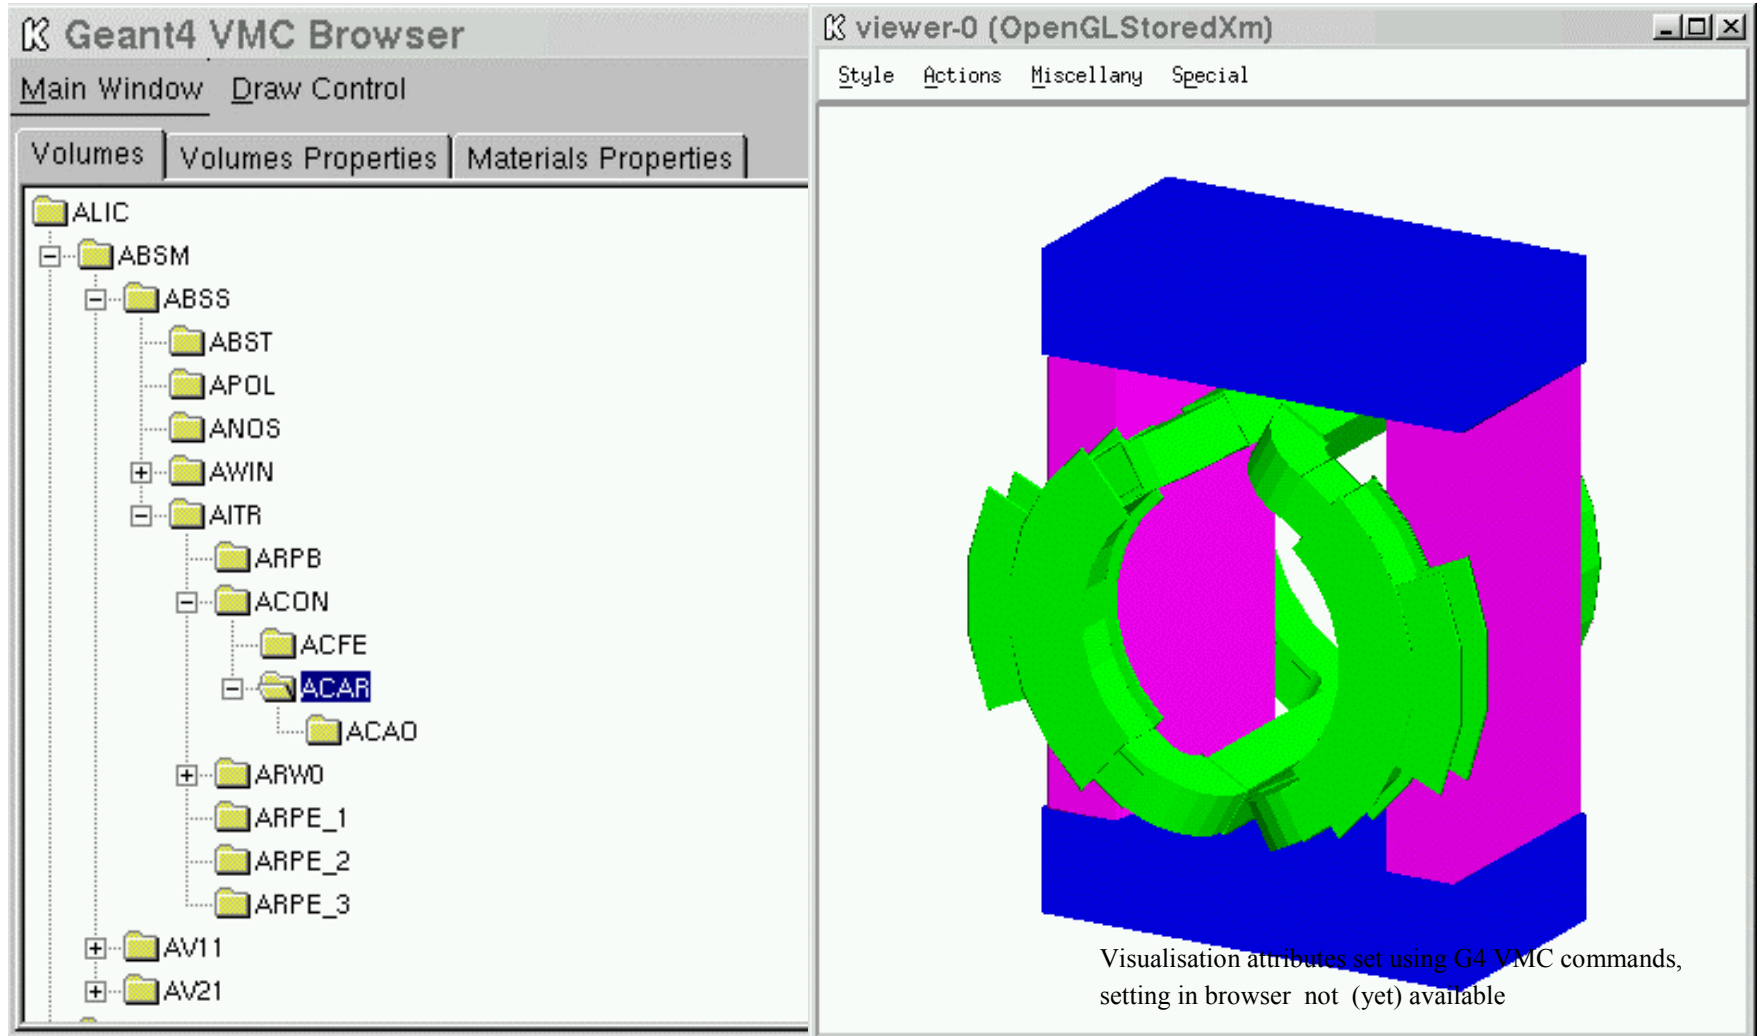 Geant4 VMC Browser
Main Window Draw Control
Volumes Volumes Properties Materials Properties
ALIC
ABSM
ABSS
ABST
APOL
ANOS
AWIN
AITR
ARPB
ACON
ACFE
ACAR
ACAO
ARWO
ARPE_1
ARPE_2
ARPE_3
AV11
AV21
viewer-0 (OpenGLStoredXm)
Style Actions Miscellany Special
Visualisation attributes set using G4 VMC commands,
setting in browser not (yet) available